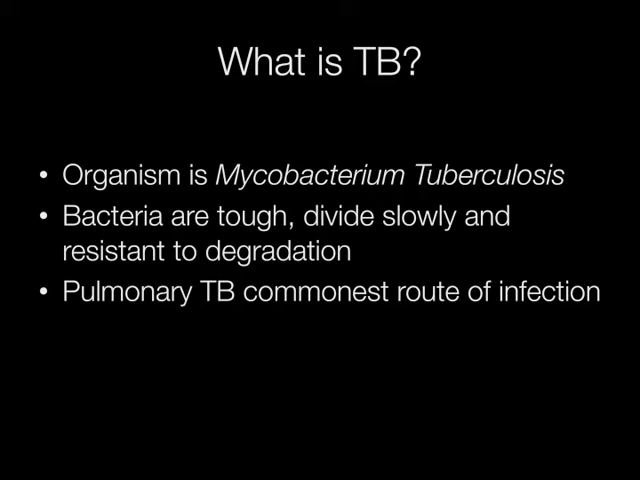 What is TB?
• Organism is Mycobacterium Tuberculosis
• Bacteria are tough, divide slowly and
resistant to degradation
• Pulmonary TB commonest route of infection